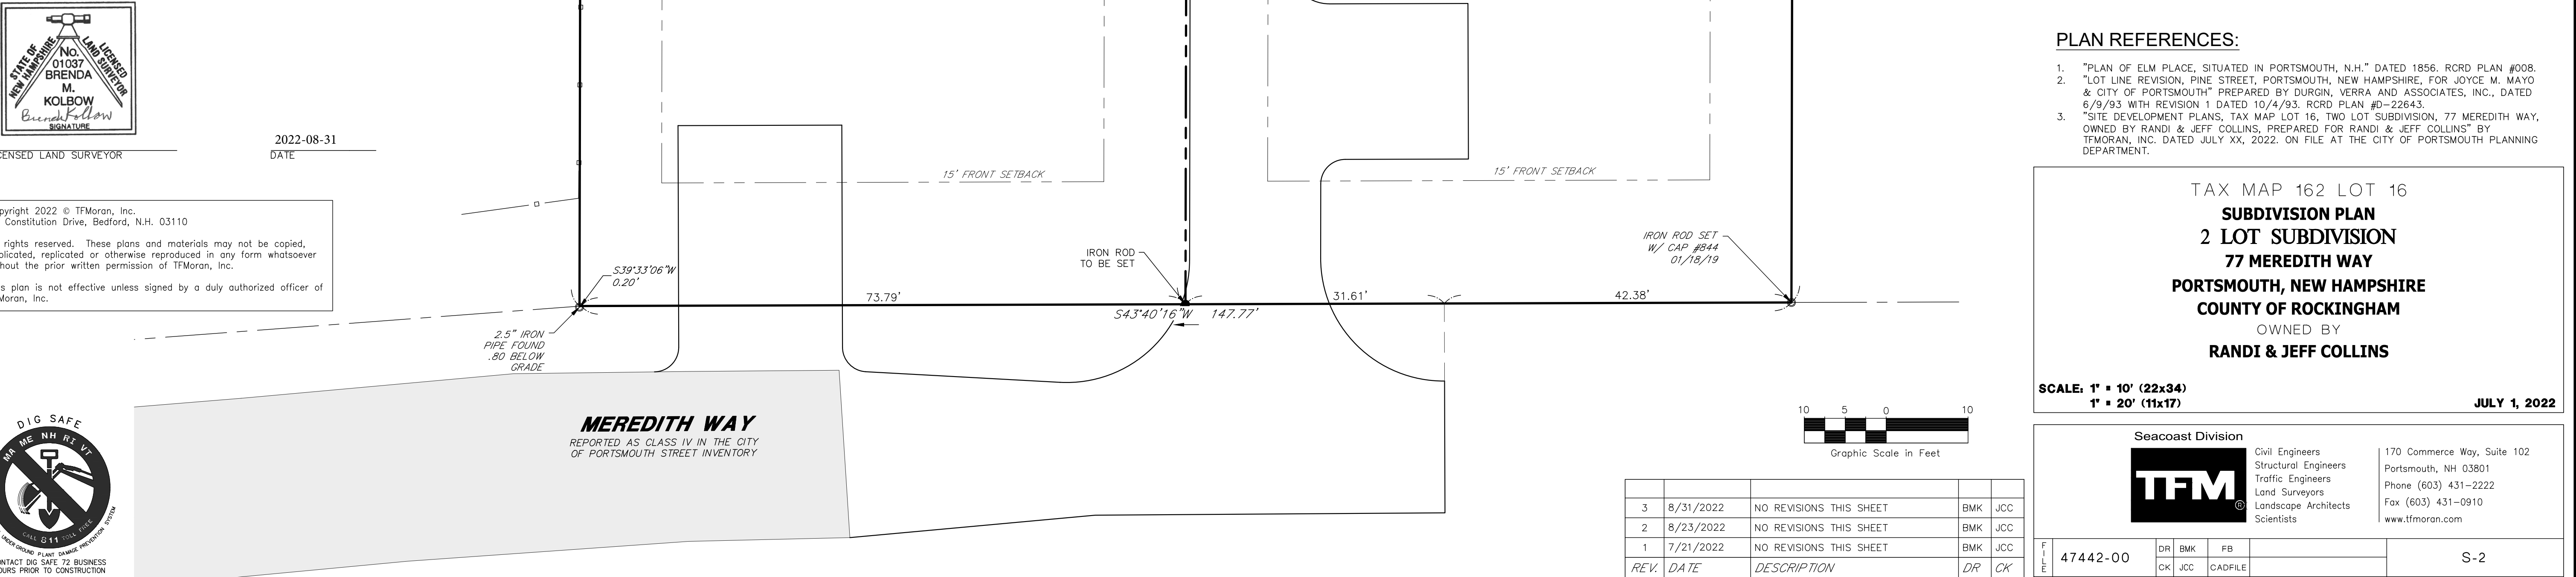 STATE OF
NEW HAMPSHIRE
LICENSED
LAND SURVEYOR
No.
01037
BRENDA
M.
KOLBOW
Brenda Kolbow
SIGNATURE
CENSED LAND SURVEYOR
2022-08-31
DATE
pyright 2022 © TFMoran, Inc.
Constitution Drive, Bedford, N.H. 03110
rights reserved. These plans and materials may not be copied,
plicated, replicated or otherwise reproduced in any form whatsoever
hout the prior written permission of TFMoran, Inc.
s plan is not effective unless signed by a duly authorized officer of
Moran, Inc.
DIG SAFE
MA ME NH RI VT
CALL 811 TOLL FREE
UNDERGROUND PLANT DAMAGE PREVENTION SYSTEM
ONTACT DIG SAFE 72 BUSINESS
OURS PRIOR TO CONSTRUCTION
15' FRONT SETBACK
15' FRONT SETBACK
S39°33'06"W
0.20'
2.5" IRON
PIPE FOUND
.80 BELOW
GRADE
73.79'
IRON ROD
TO BE SET
31.61'
42.38'
S43°40'16"W 147.77'
IRON ROD SET
W/ CAP #844
01/18/19
MEREDITH WAY
REPORTED AS CLASS IV IN THE CITY
OF PORTSMOUTH STREET INVENTORY
10 5 0 10
Graphic Scale in Feet
3 8/31/2022 NO REVISIONS THIS SHEET BMK JCC
2 8/23/2022 NO REVISIONS THIS SHEET BMK JCC
1 7/21/2022 NO REVISIONS THIS SHEET BMK JCC
REV. DATE DESCRIPTION DR CK
PLAN REFERENCES:
1. "PLAN OF ELM PLACE, SITUATED IN PORTSMOUTH, N.H." DATED 1856. RCRD PLAN #008.
2. "LOT LINE REVISION, PINE STREET, PORTSMOUTH, NEW HAMPSHIRE, FOR JOYCE M. MAYO
& CITY OF PORTSMOUTH" PREPARED BY DURGIN, VERRA AND ASSOCIATES, INC., DATED
6/9/93 WITH REVISION 1 DATED 10/4/93. RCRD PLAN #D-22643.
3. "SITE DEVELOPMENT PLANS, TAX MAP LOT 16, TWO LOT SUBDIVISION, 77 MEREDITH WAY,
OWNED BY RANDI & JEFF COLLINS, PREPARED FOR RANDI & JEFF COLLINS" BY
TFMORAN, INC. DATED JULY XX, 2022. ON FILE AT THE CITY OF PORTSMOUTH PLANNING
DEPARTMENT.
TAX MAP 162 LOT 16
SUBDIVISION PLAN
2 LOT SUBDIVISION
77 MEREDITH WAY
PORTSMOUTH, NEW HAMPSHIRE
COUNTY OF ROCKINGHAM
OWNED BY
RANDI & JEFF COLLINS
SCALE: 1" = 10' (22x34)
1" = 20' (11x17)
JULY 1, 2022
Seacoast Division
TFM ®
Civil Engineers
Structural Engineers
Traffic Engineers
Land Surveyors
Landscape Architects
Scientists
170 Commerce Way, Suite 102
Portsmouth, NH 03801
Phone (603) 431-2222
Fax (603) 431-0910
www.tfmoran.com
FILE 47442-00
DR BMK FB
CK JCC CADFILE
S-2